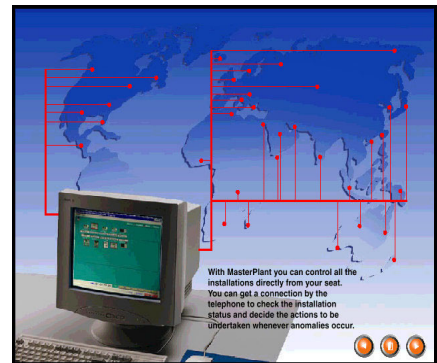 With MasterPlant you can control all the
installations directly from your seat.
You can get a connection by the
telephone to check the installation
status and decide the actions to be
undertaken whenever anomalies occur.